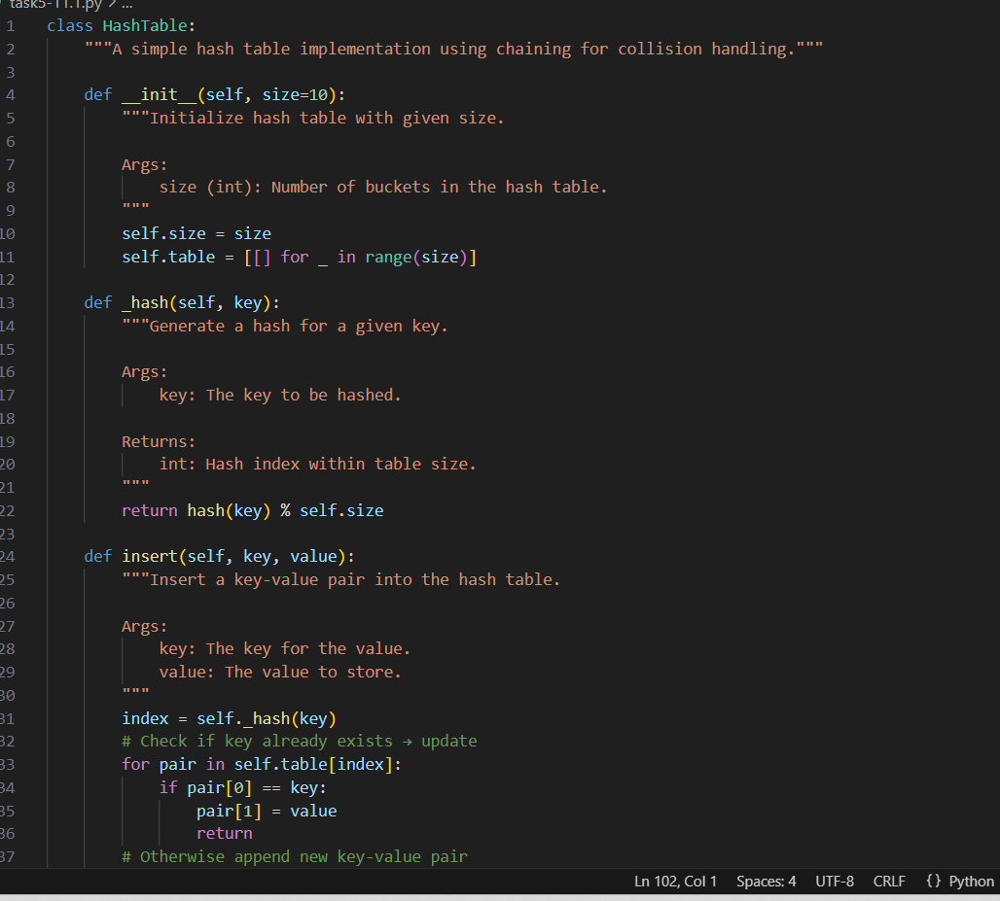 task5-11.1.py > ...
1 class HashTable:
2 """A simple hash table implementation using chaining for collision handling."""
3
4 def __init__(self, size=10):
5 """Initialize hash table with given size.
6
7 Args:
8 size (int): Number of buckets in the hash table.
9 """
10 self.size = size
11 self.table = [[] for _ in range(size)]
12
13 def _hash(self, key):
14 """Generate a hash for a given key.
15
16 Args:
17 key: The key to be hashed.
18
19 Returns:
20 int: Hash index within table size.
21 """
22 return hash(key) % self.size
23
24 def insert(self, key, value):
25 """Insert a key-value pair into the hash table.
26
27 Args:
28 key: The key for the value.
29 value: The value to store.
30 """
31 index = self._hash(key)
32 # Check if key already exists → update
33 for pair in self.table[index]:
34 if pair[0] == key:
35 pair[1] = value
36 return
37 # Otherwise append new key-value pair
Ln 102, Col 1 Spaces: 4 UTF-8 CRLF {} Python